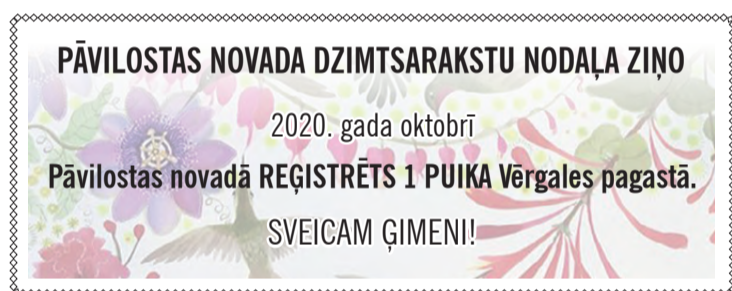 PĀVILOSTAS NOVADA DZIMTSARAKSTU NODAĻA ZIŅO
2020. gada oktobrī
Pāvilostas novadā REĢISTRĒTS 1 PUIKA Vērgales pagastā.
SVEICAM ĢIMENI!